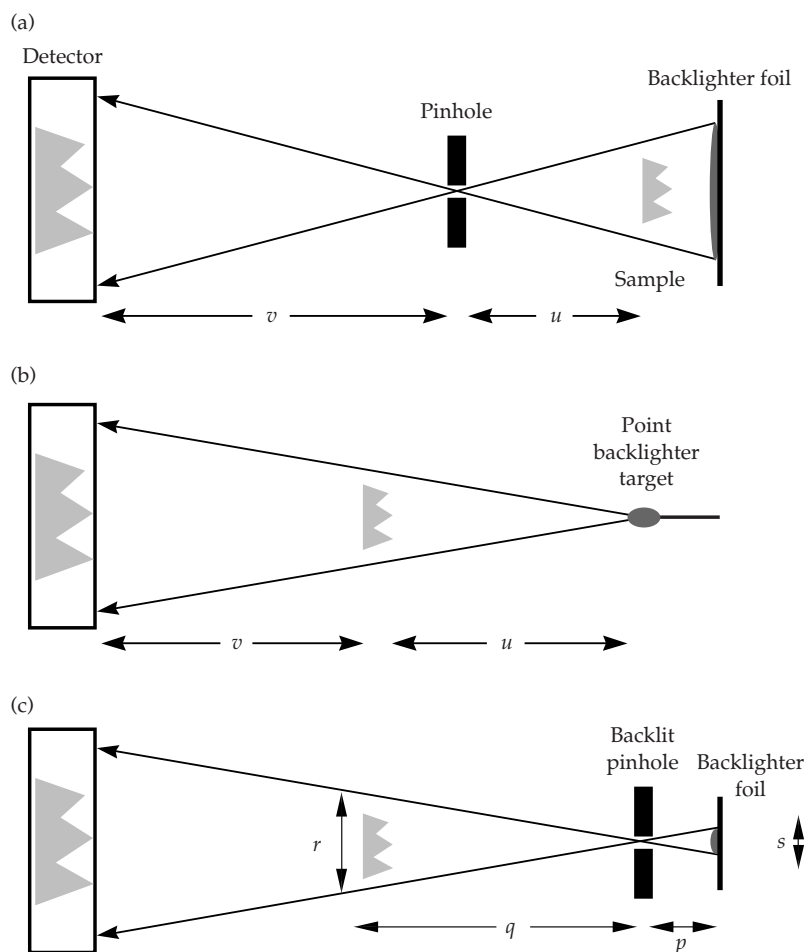 (a)
Detector
Backlighter foil
Pinhole
Sample
v
u
(b)
Point
backlighter
target
v
u
(c)
Backlit
pinhole
Backlighter
foil
r
s
q
p